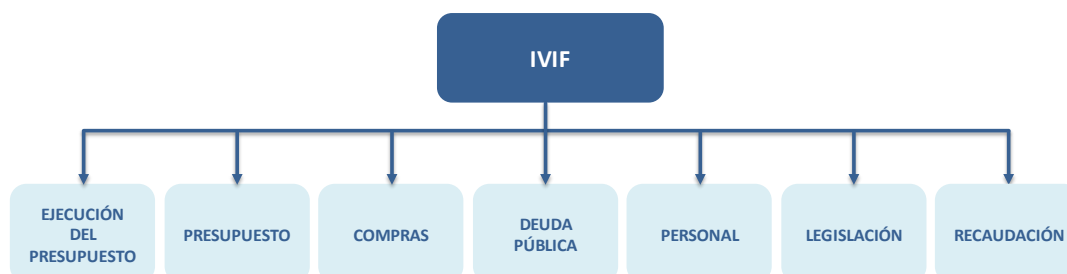 IVIF
EJECUCIÓN
DEL
PRESUPUESTO
PRESUPUESTO
COMPRAS
DEUDA
PÚBLICA
PERSONAL
LEGISLACIÓN
RECAUDACIÓN